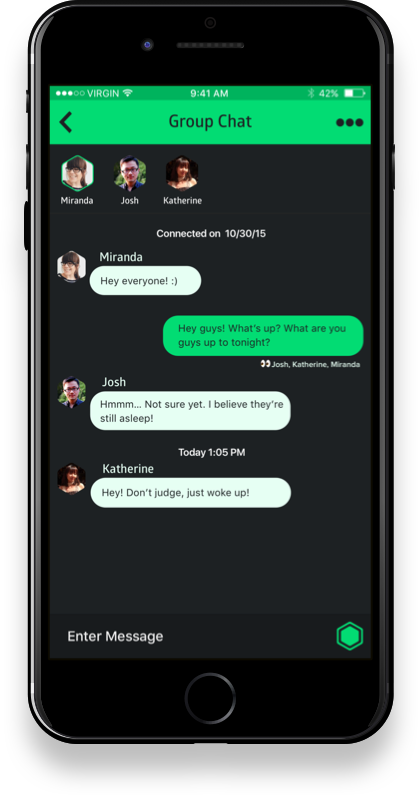 VIRGIN 9:41 AM 42%
Group Chat
Miranda Josh Katherine
Connected on 10/30/15
Miranda
Hey everyone! :)
Hey guys! What's up? What are you
guys up to tonight?
👀Josh, Katherine, Miranda
Josh
Hmmm... Not sure yet. I believe they're
still asleep!
Today 1:05 PM
Katherine
Hey! Don't judge, just woke up!
Enter Message